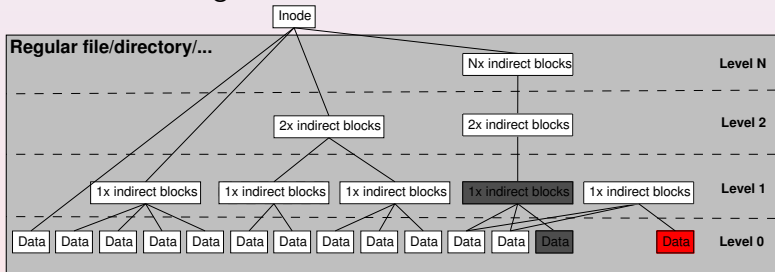 Inode
Regular file/directory/...
Nx indirect blocks
Level N
2x indirect blocks
2x indirect blocks
Level 2
1x indirect blocks
1x indirect blocks
1x indirect blocks
1x indirect blocks
1x indirect blocks
Level 1
Data
Data
Data
Data
Data
Data
Data
Data
Data
Data
Data
Data
Data
Data
Level 0